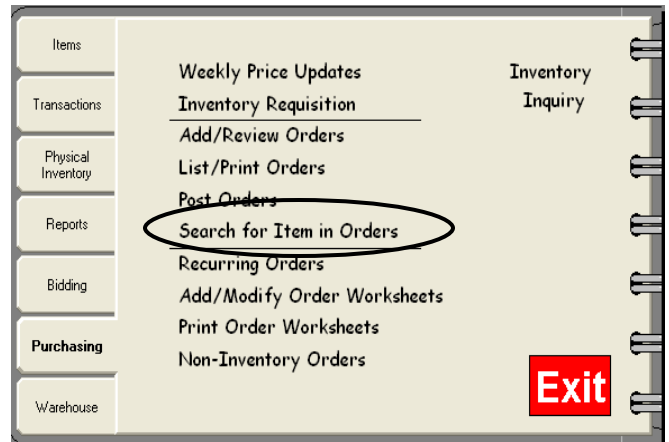 Items
Transactions
Physical
Inventory
Reports
Bidding
Purchasing
Warehouse
Weekly Price Updates
Inventory Requisition
Add/Review Orders
List/Print Orders
Post Orders
Search for Item in Orders
Recurring Orders
Add/Modify Order Worksheets
Print Order Worksheets
Non-Inventory Orders
Inventory
Inquiry
Exit